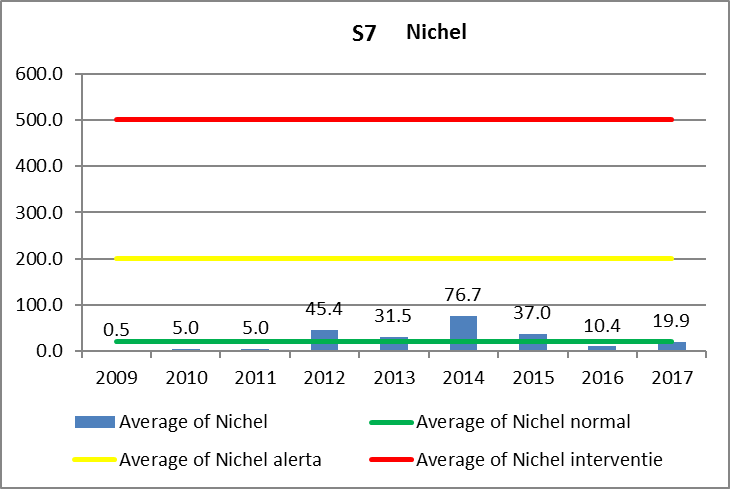 S7 Nichel
600.0
500.0
400.0
300.0
200.0
100.0
0.0
0.5 5.0 5.0 45.4 31.5 76.7 37.0 10.4 19.9
2009 2010 2011 2012 2013 2014 2015 2016 2017
Average of Nichel Average of Nichel normal
Average of Nichel alerta Average of Nichel interventie